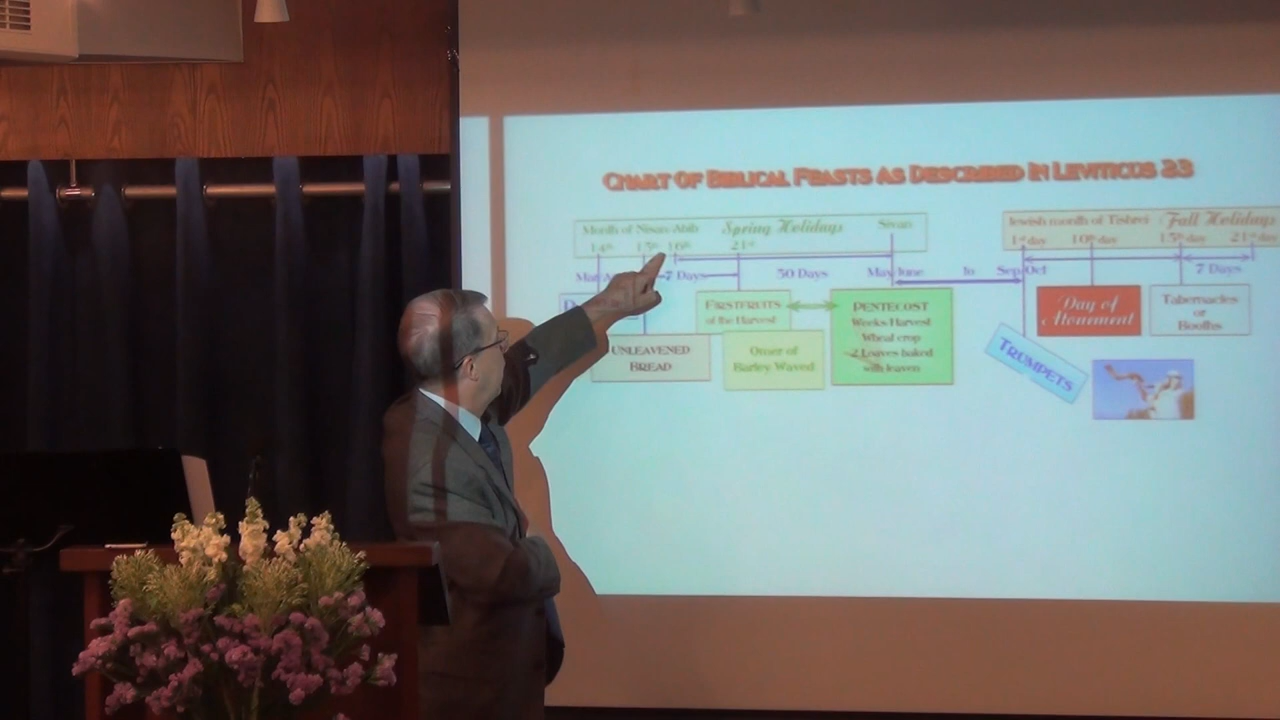 CHART OF BIBLICAL FEASTS AS DESCRIBED IN LEVITICUS 23
Month of Nisan/Abib Spring Holidays Sivan
14th 15th 16th 21st
7 Days 50 Days May/June to Sep/Oct
FIRSTFRUITS
of the Harvest
UNLEAVENED
BREAD
Omer of
Barley Waved
PENTECOST
Weeks Harvest
Wheat crop
2 Loaves baked
with leaven
Jewish month of Tishrei Fall Holidays
1st day 10th day 15th day 21st day
7 Days
Day of
Atonement
Tabernacles
or
Booths
TRUMPETS